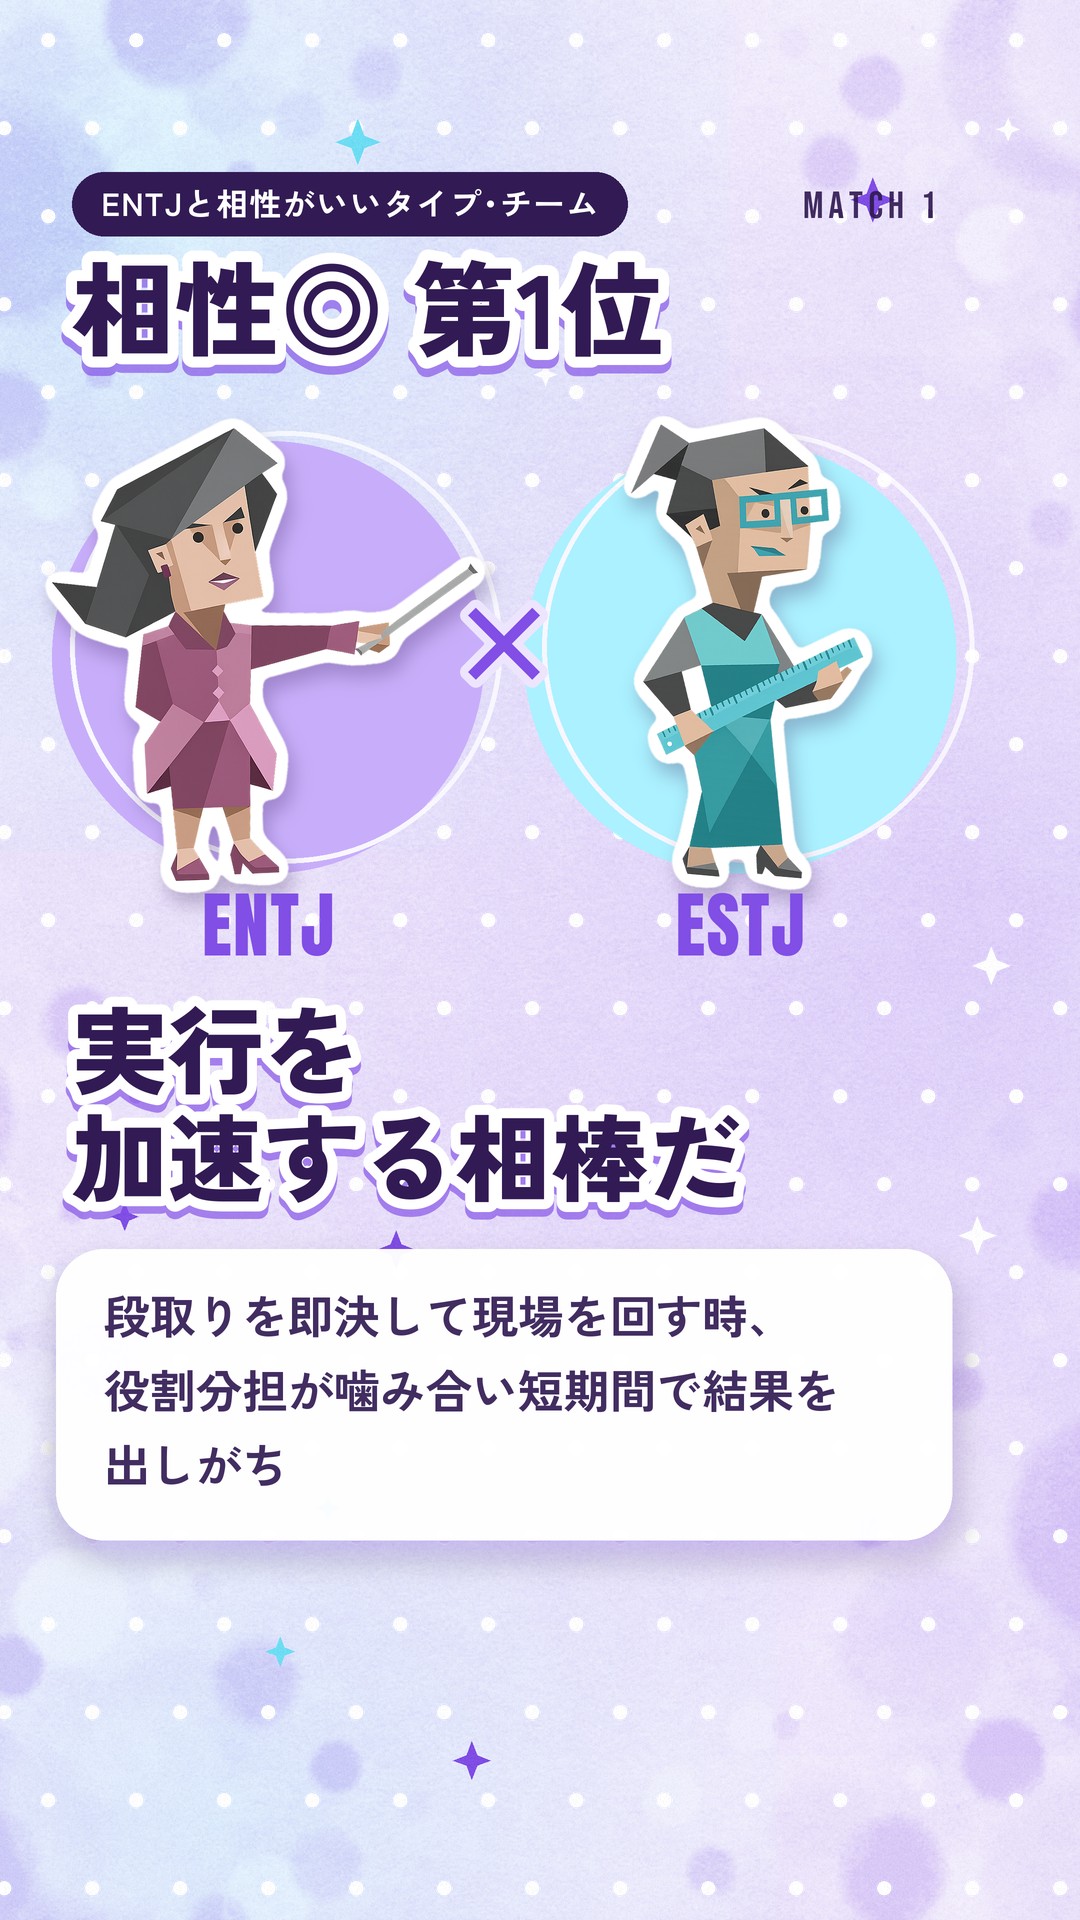 ENTJと相性がいいタイプ・チーム
MATCH 1
相性◎ 第1位
ENTJ
×
ESTJ
実行を
加速する相棒だ
段取りを即決して現場を回す時、
役割分担が噛み合い短期間で結果を
出しがち